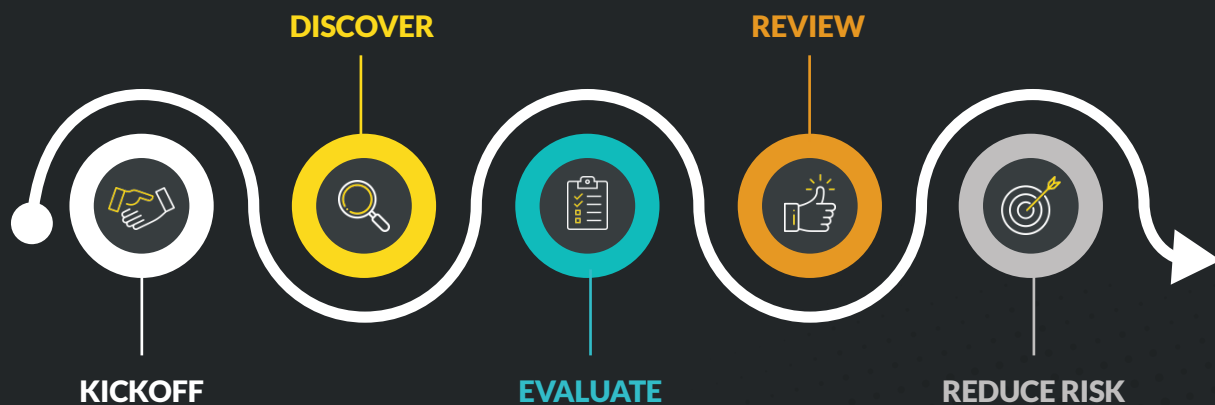 DISCOVER
REVIEW
KICKOFF
EVALUATE
REDUCE RISK